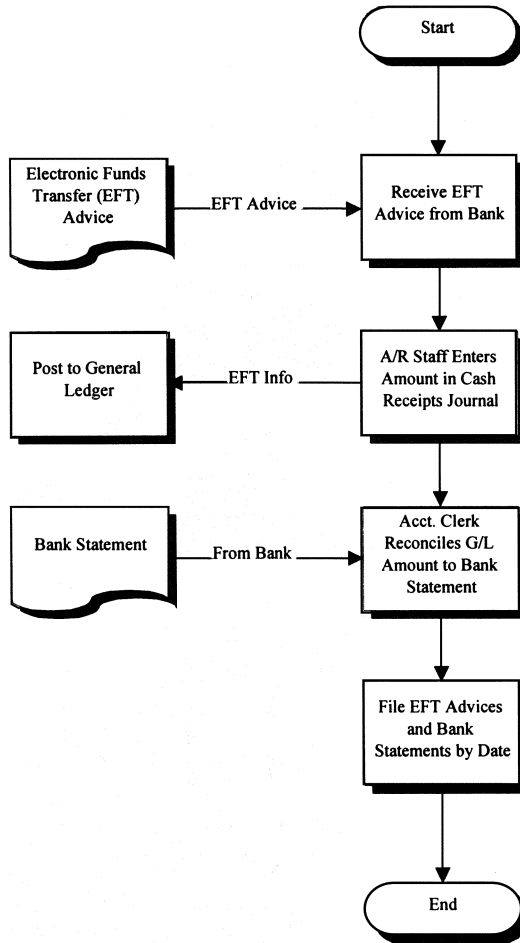 Start
Electronic Funds
Transfer (EFT)
Advice
EFT Advice
Receive EFT
Advice from Bank
Post to General
Ledger
EFT Info
A/R Staff Enters
Amount in Cash
Receipts Journal
Bank Statement
From Bank
Acct. Clerk
Reconciles G/L
Amount to Bank
Statement
File EFT Advices
and Bank
Statements by Date
End